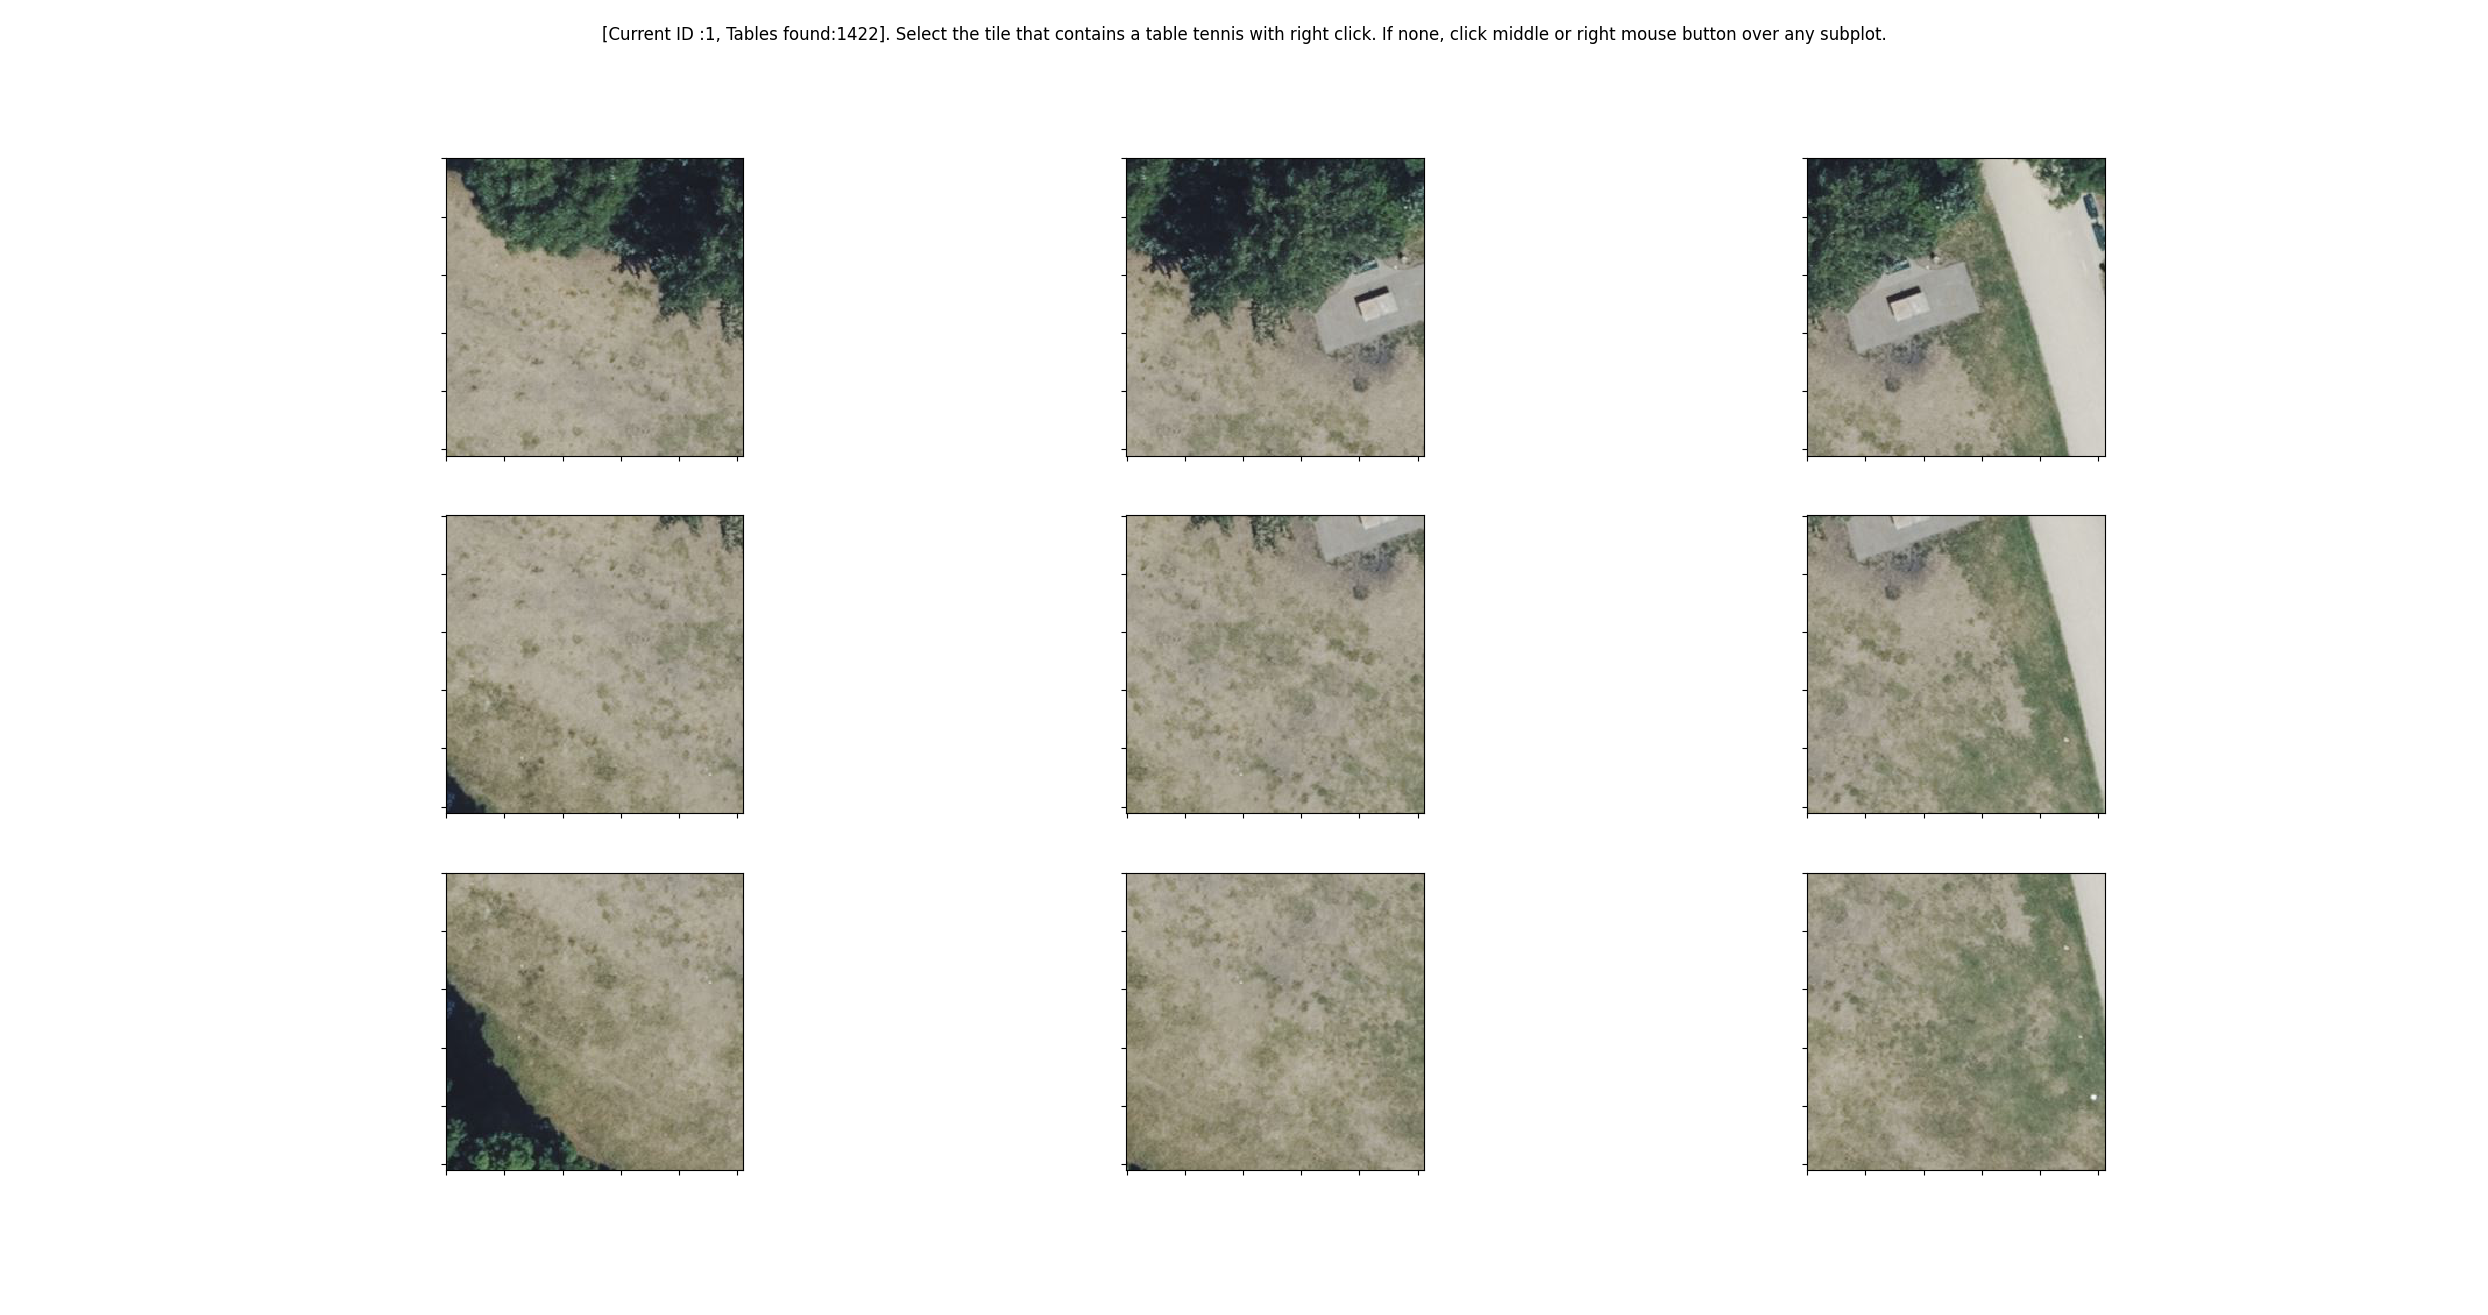 [Current ID :1, Tables found:1422]. Select the tile that contains a table tennis with right click. If none, click middle or right mouse button over any subplot.